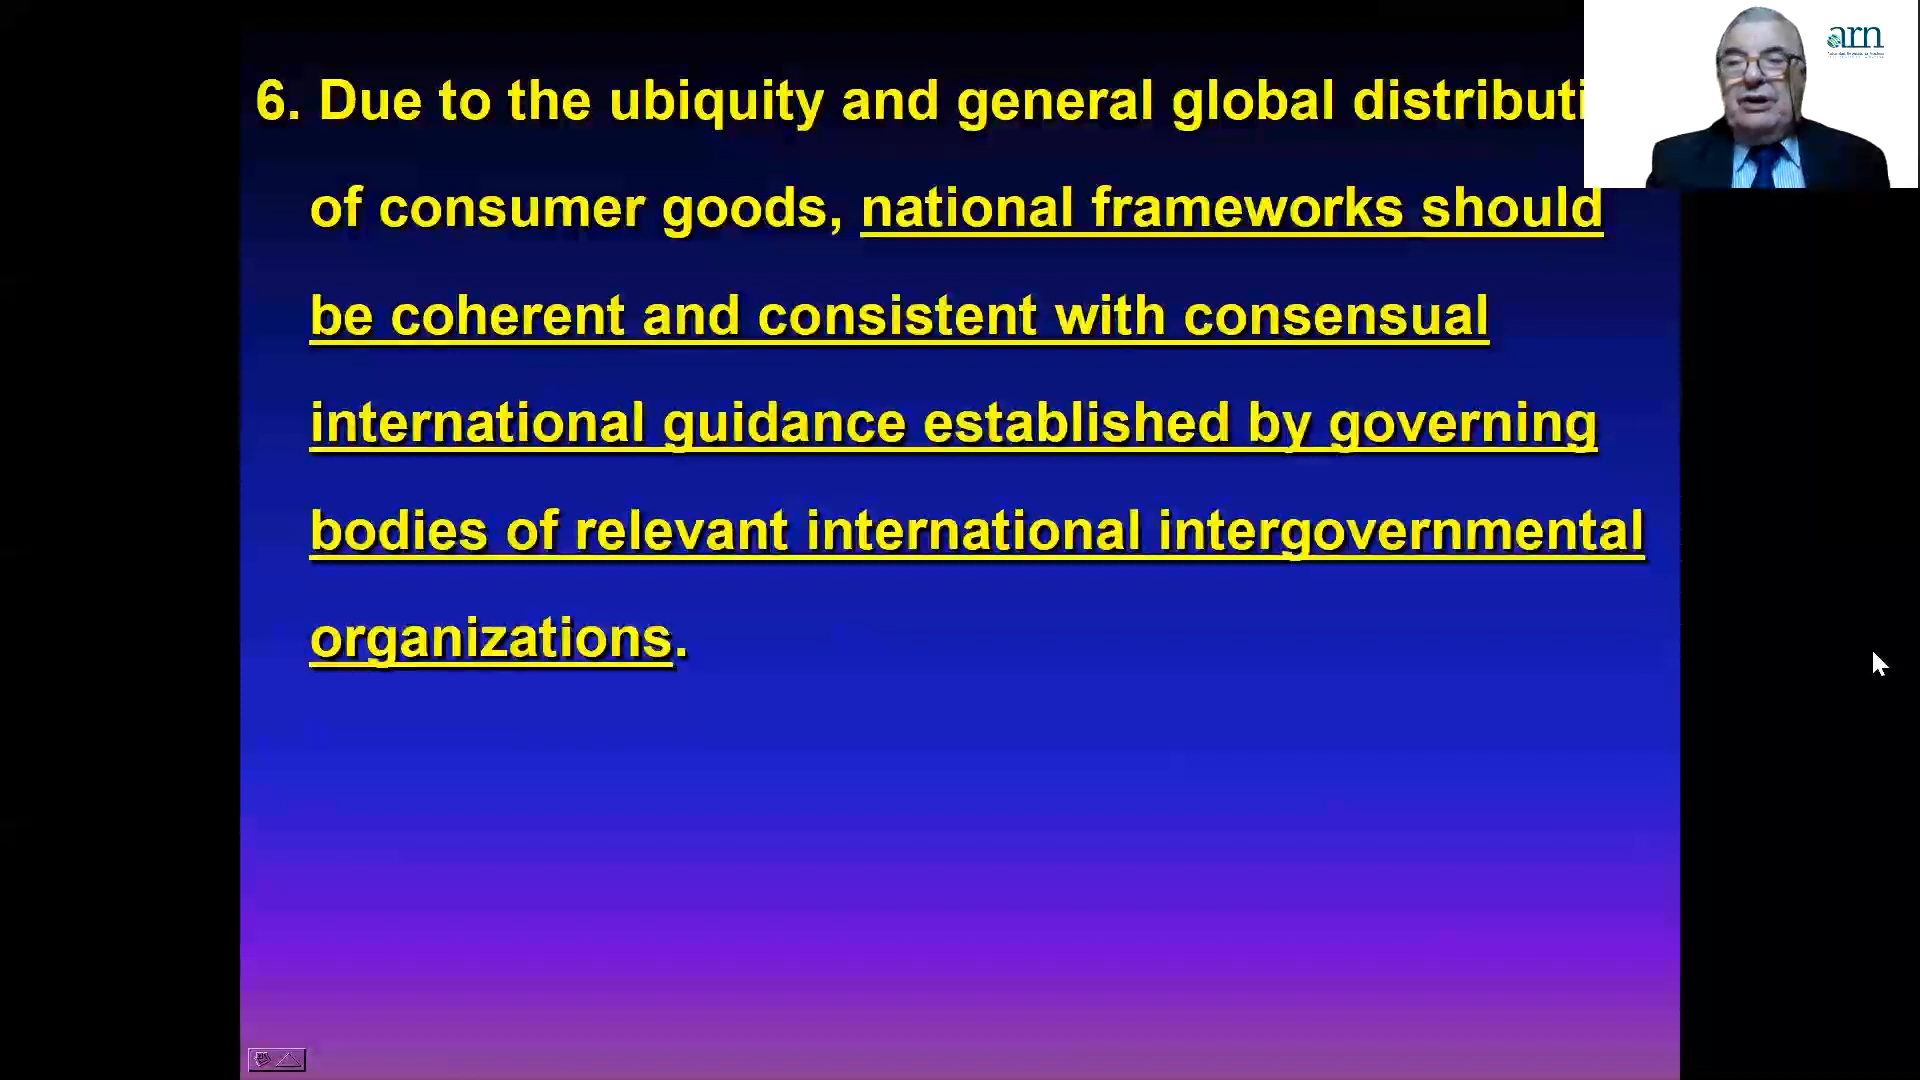 6. Due to the ubiquity and general global distributi
arn
of consumer goods, national frameworks should
be coherent and consistent with consensual
international guidance established by governing
bodies of relevant international intergovernmental
organizations.